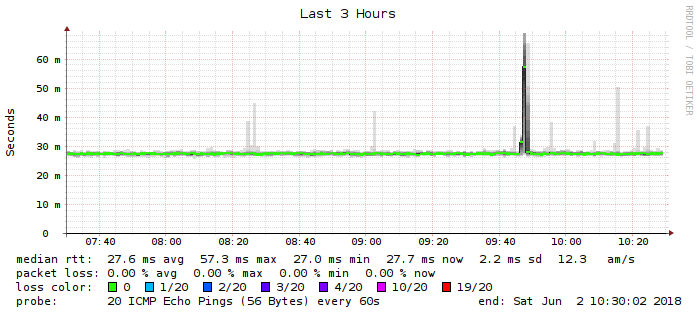 Last 3 Hours
RRDTOOL / TOBI OETIKER
Seconds
60 m
50 m
40 m
30 m
20 m
10 m
0
07:40 08:00 08:20 08:40 09:00 09:20 09:40 10:00 10:20
median rtt: 27.6 ms avg 57.3 ms max 27.0 ms min 27.7 ms now 2.2 ms sd 12.3 am/s
packet loss: 0.00 % avg 0.00 % max 0.00 % min 0.00 % now
loss color: 0 1/20 2/20 3/20 4/20 10/20 19/20
probe: 20 ICMP Echo Pings (56 Bytes) every 60s end: Sat Jun 2 10:30:02 2018